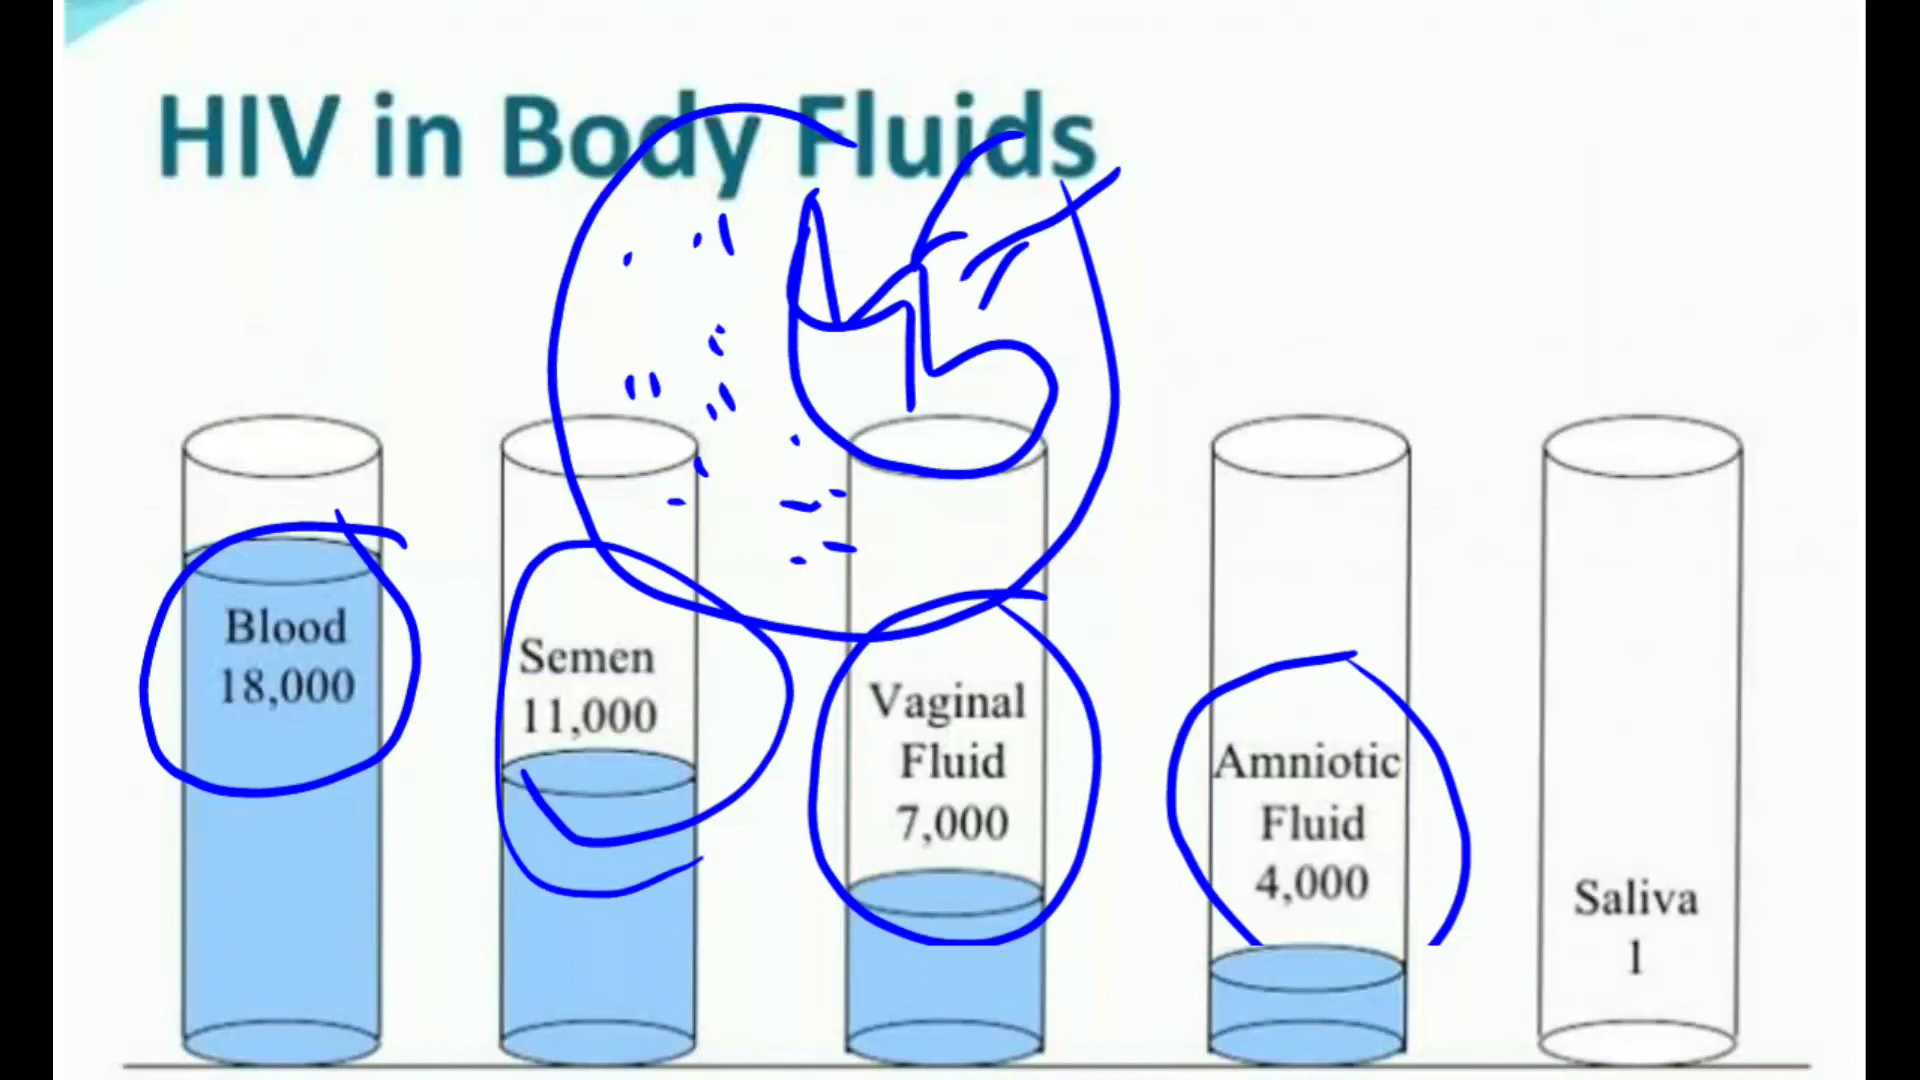 HIV in Body Fluids
Blood
18,000
Semen
11,000
Vaginal
Fluid
7,000
Amniotic
Fluid
4,000
Saliva
1